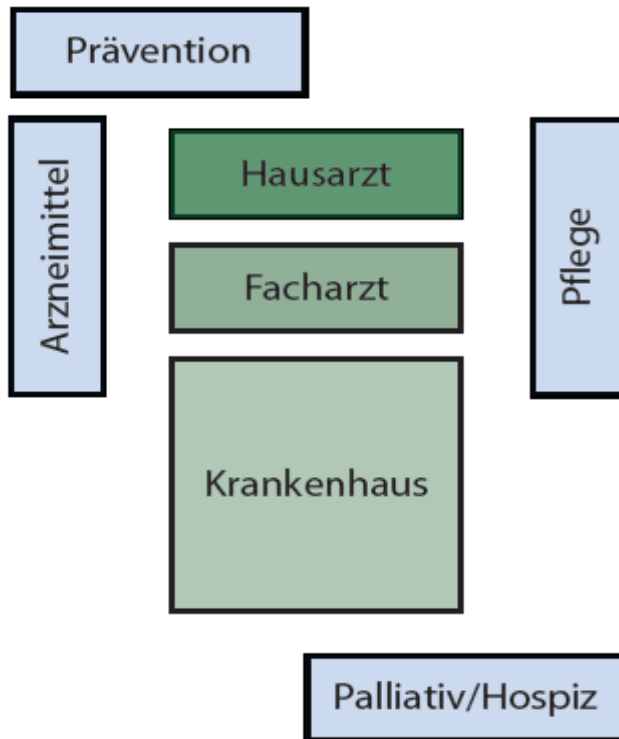 Prävention
Arzneimittel
Hausarzt
Facharzt
Krankenhaus
Pflege
Palliativ/Hospiz